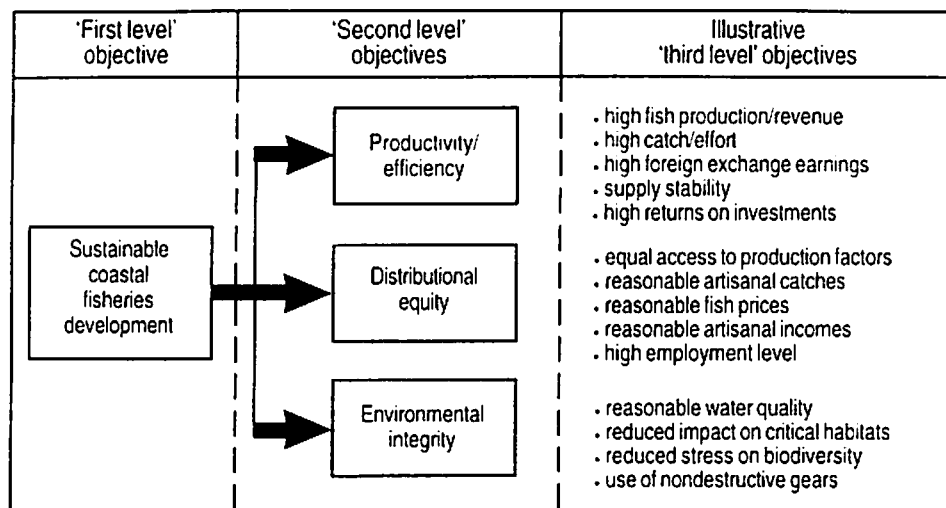 'First level'
objective
'Second level'
objectives
Illustrative
'third level' objectives
Sustainable
coastal
fisheries
development
Productivity/
efficiency
Distributional
equity
Environmental
integrity
• high fish production/revenue
• high catch/effort
• high foreign exchange earnings
• supply stability
• high returns on investments
• equal access to production factors
• reasonable artisanal catches
• reasonable fish prices
• reasonable artisanal incomes
• high employment level
• reasonable water quality
• reduced impact on critical habitats
• reduced stress on biodiversity
• use of nondestructive gears